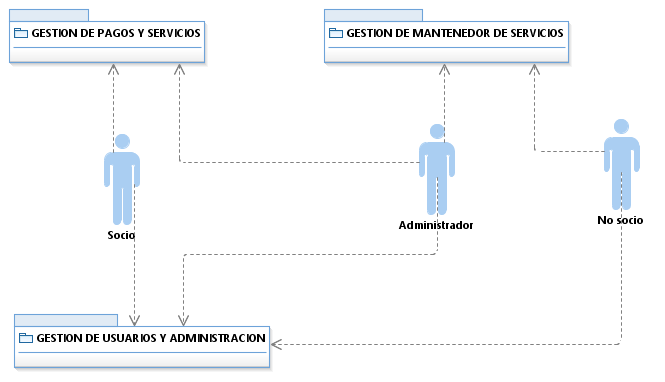 GESTION DE PAGOS Y SERVICIOS
GESTION DE MANTENEDOR DE SERVICIOS
Socio
Administrador
No socio
GESTION DE USUARIOS Y ADMINISTRACION